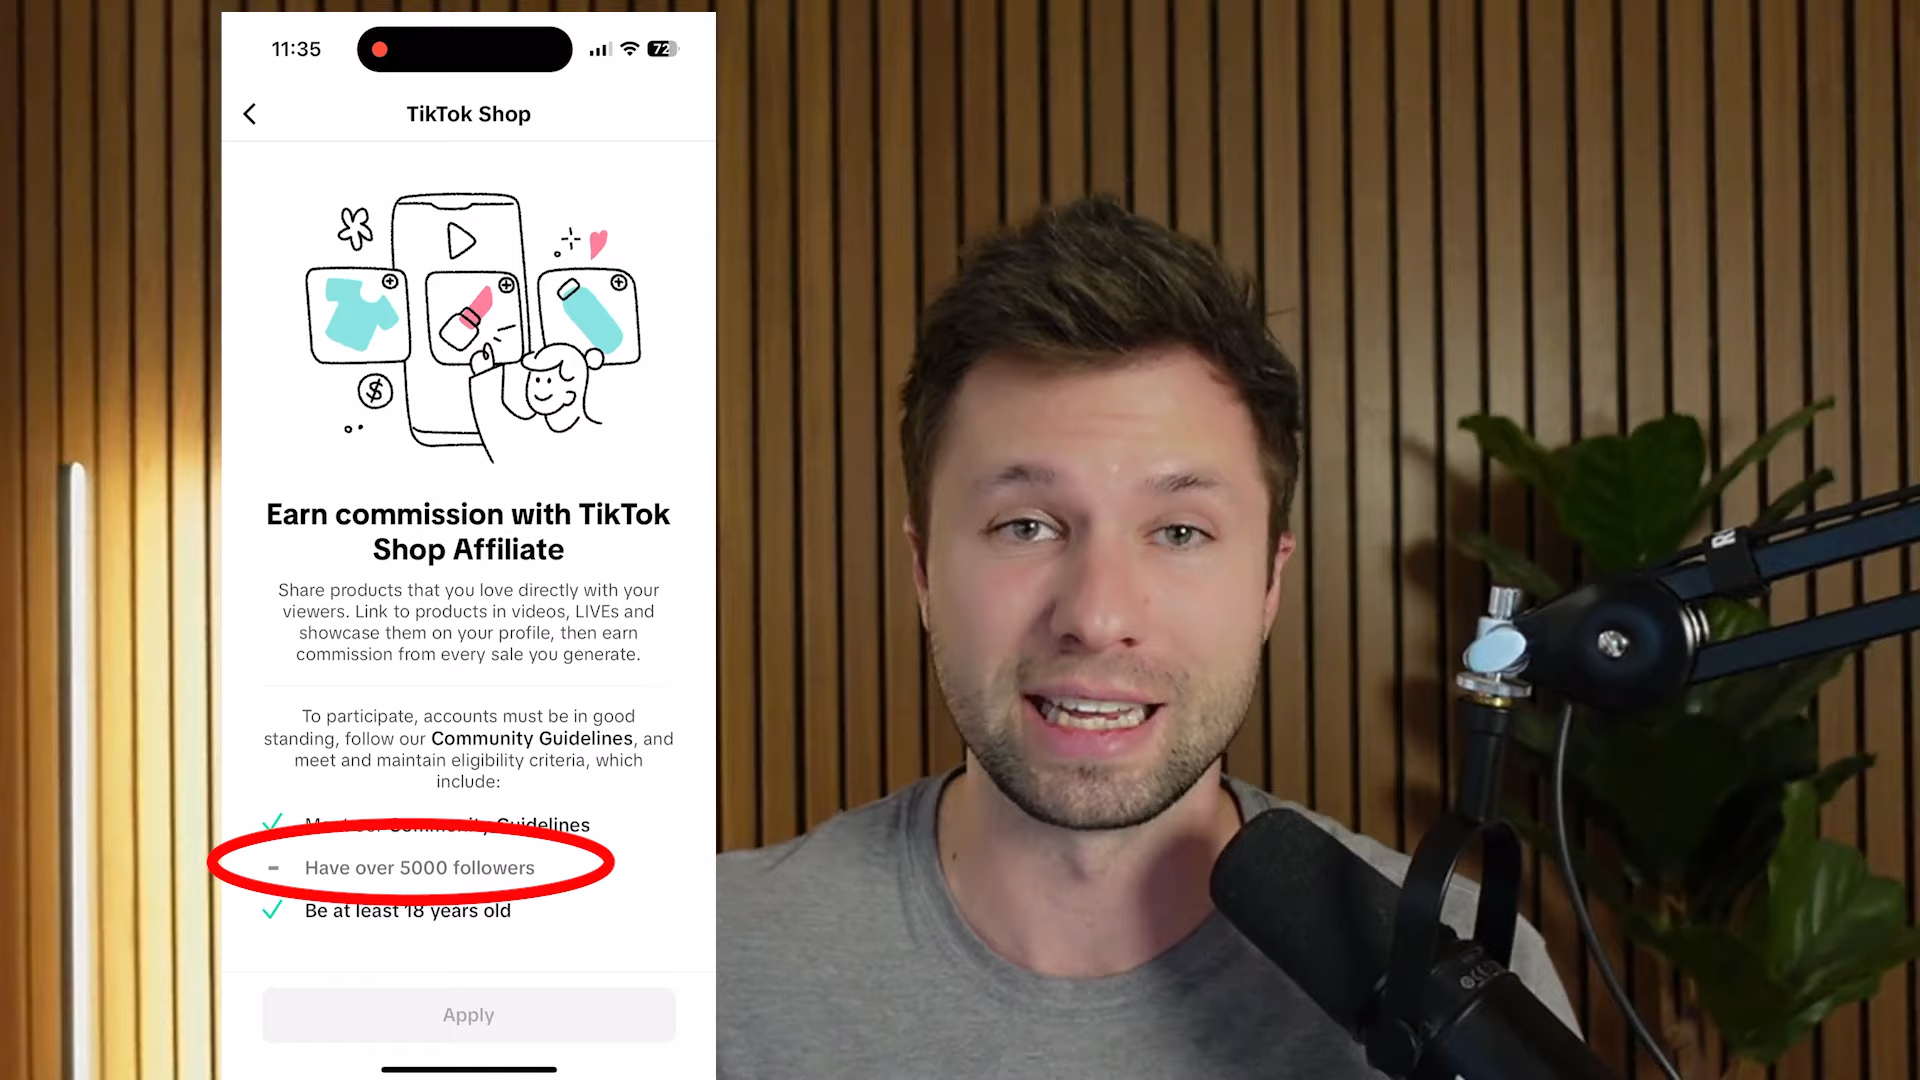 11:35
72
TikTok Shop
Earn commission with TikTok
Shop Affiliate
Share products that you love directly with your
viewers. Link to products in videos, LIVEs and
showcase them on your profile, then earn
commission from every sale you generate.
To participate, accounts must be in good
standing, follow our Community Guidelines, and
meet and maintain eligibility criteria, which
include:
Meet our Community Guidelines
Have over 5000 followers
Be at least 18 years old
Apply